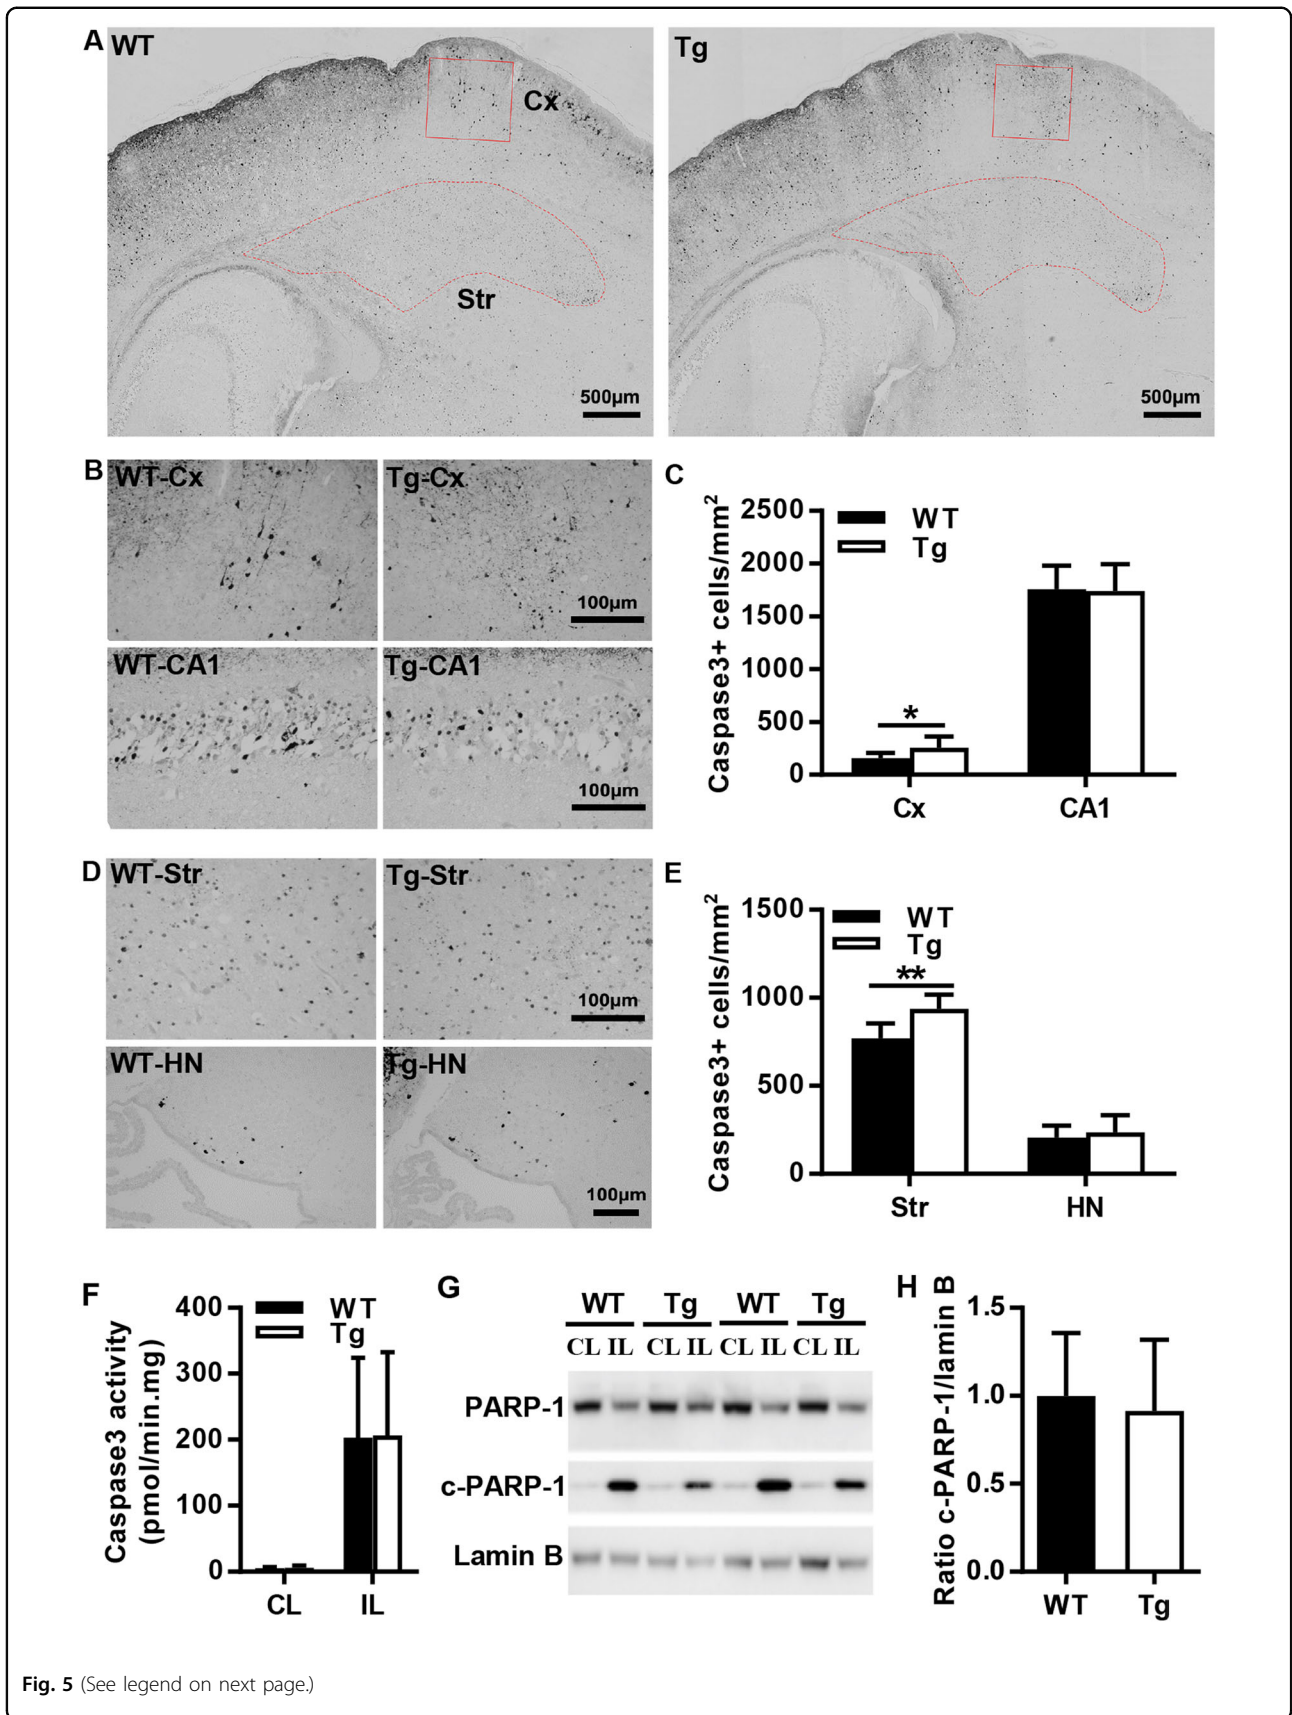 A WT
Cx
Str
500μm
Tg
500μm
B WT-Cx
Tg-Cx
100μm
WT-CA1
Tg-CA1
100μm
C
Caspase3+ cells/mm²
2500
2000
1500
1000
500
0
WT
Tg
*
Cx CA1
D WT-Str
Tg-Str
100μm
WT-HN
Tg-HN
100μm
E
Caspase3+ cells/mm²
1500
1000
500
0
WT
Tg
**
Str HN
F
Caspase3 activity
(pmol/min.mg)
400
300
200
100
0
WT
Tg
CL IL
G
WT Tg WT Tg
CL IL CL IL CL IL CL IL
PARP-1
c-PARP-1
Lamin B
H
Ratio c-PARP-1/lamin B
1.5
1.0
0.5
0.0
WT Tg
Fig. 5 (See legend on next page.)